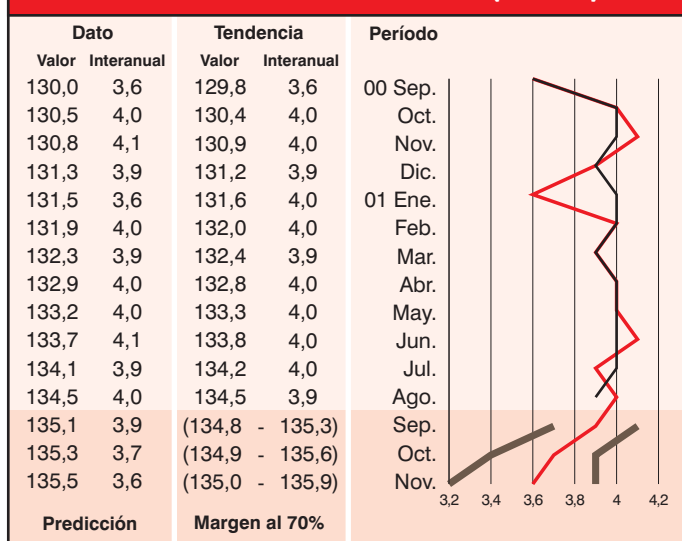 Dato Tendencia Período
Valor Interanual Valor Interanual
130,0 3,6 129,8 3,6 00 Sep.
130,5 4,0 130,4 4,0 Oct.
130,8 4,1 130,9 4,0 Nov.
131,3 3,9 131,2 3,9 Dic.
131,5 3,6 131,6 4,0 01 Ene.
131,9 4,0 132,0 4,0 Feb.
132,3 3,9 132,4 3,9 Mar.
132,9 4,0 132,8 4,0 Abr.
133,2 4,0 133,3 4,0 May.
133,7 4,1 133,8 4,0 Jun.
134,1 3,9 134,2 4,0 Jul.
134,5 4,0 134,5 3,9 Ago.
135,1 3,9 (134,8 - 135,3) Sep.
135,3 3,7 (134,9 - 135,6) Oct.
135,5 3,6 (135,0 - 135,9) Nov.
3,2 3,4 3,6 3,8 4 4,2
Predicción Margen al 70%